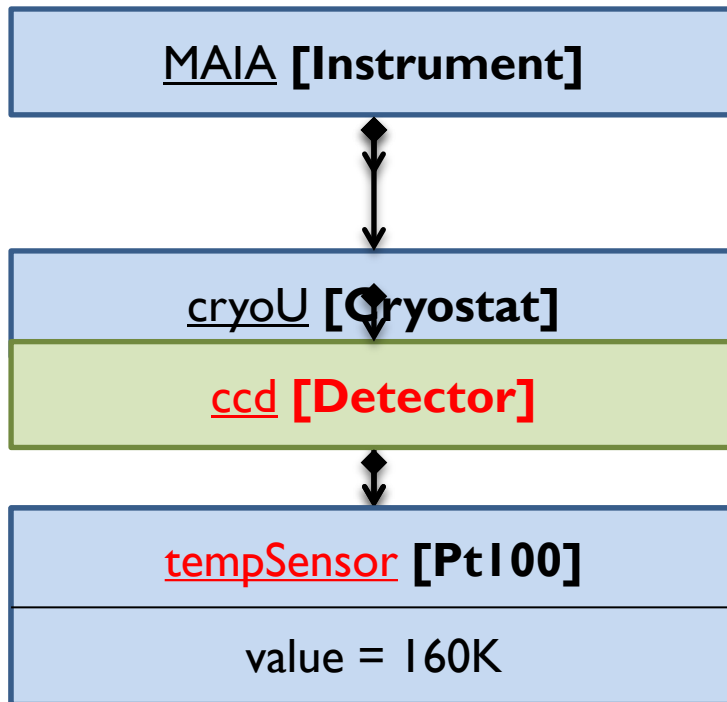 MAIA [Instrument]
cryoU [Cryostat]
ccd [Detector]
tempSensor [Pt100]
value = 160K